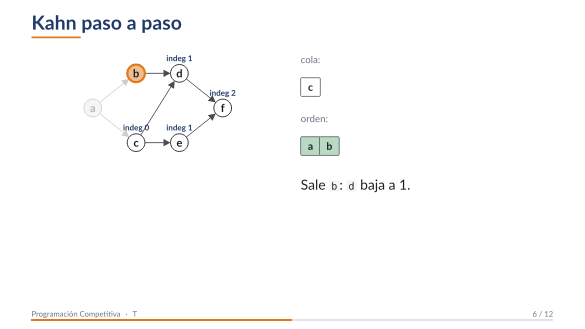 Kahn paso a paso
indeg 1
b
d
cola:
indeg 2
c
a
f
orden:
indeg 0
indeg 1
c
e
a b
Sale b: d baja a 1.
Programación Competitiva · T
6 / 12